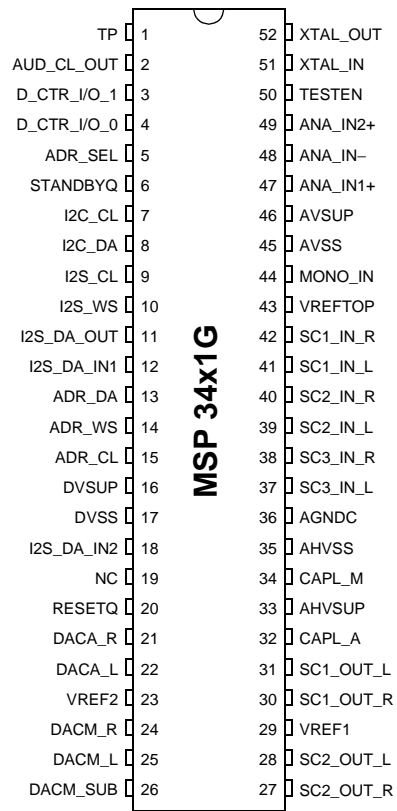 TP 1 52 XTAL_OUT
AUD_CL_OUT 2 51 XTAL_IN
D_CTR_I/O_1 3 50 TESTEN
D_CTR_I/O_0 4 49 ANA_IN2+
ADR_SEL 5 48 ANA_IN−
STANDBYQ 6 47 ANA_IN1+
I2C_CL 7 46 AVSUP
I2C_DA 8 45 AVSS
I2S_CL 9 44 MONO_IN
I2S_WS 10 43 VREFTOP
I2S_DA_OUT 11 42 SC1_IN_R
I2S_DA_IN1 12 41 SC1_IN_L
ADR_DA 13 40 SC2_IN_R
ADR_WS 14 39 SC2_IN_L
ADR_CL 15 38 SC3_IN_R
DVSUP 16 37 SC3_IN_L
DVSS 17 36 AGNDC
I2S_DA_IN2 18 35 AHVSS
NC 19 34 CAPL_M
RESETQ 20 33 AHVSUP
DACA_R 21 32 CAPL_A
DACA_L 22 31 SC1_OUT_L
VREF2 23 30 SC1_OUT_R
DACM_R 24 29 VREF1
DACM_L 25 28 SC2_OUT_L
DACM_SUB 26 27 SC2_OUT_R
MSP 34x1G